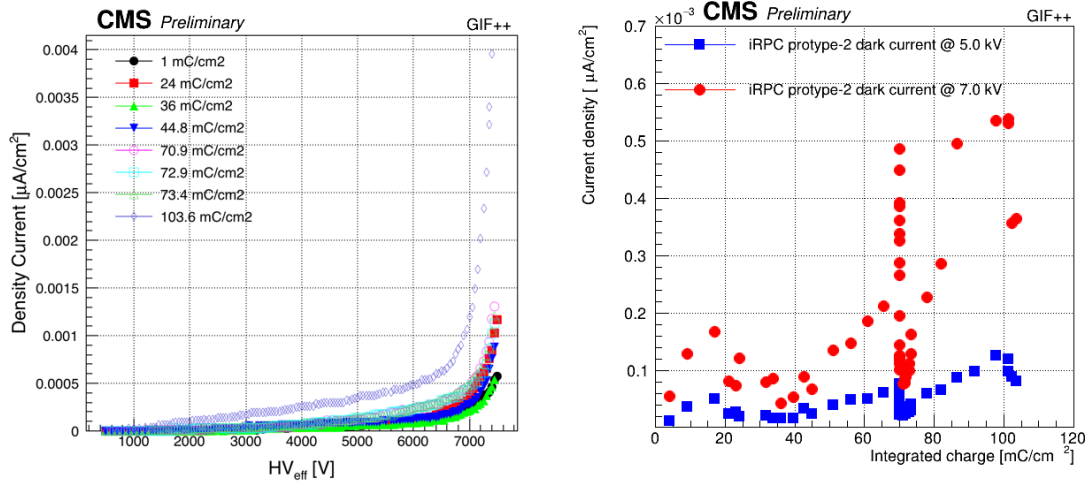 CMS Preliminary GIF++
Density Current [μA/cm²]
0.004
0.0035
0.003
0.0025
0.002
0.0015
0.001
0.0005
0
1 mC/cm2
24 mC/cm2
36 mC/cm2
44.8 mC/cm2
70.9 mC/cm2
72.9 mC/cm2
73.4 mC/cm2
103.6 mC/cm2
1000 2000 3000 4000 5000 6000 7000
HVeff [V]
×10⁻³ CMS Preliminary GIF++
Current density [ μA/cm²]
0.7
0.6
0.5
0.4
0.3
0.2
0.1
iRPC protype-2 dark current @ 5.0 kV
iRPC protype-2 dark current @ 7.0 kV
0 20 40 60 80 100 120
Integrated charge [mC/cm ²]